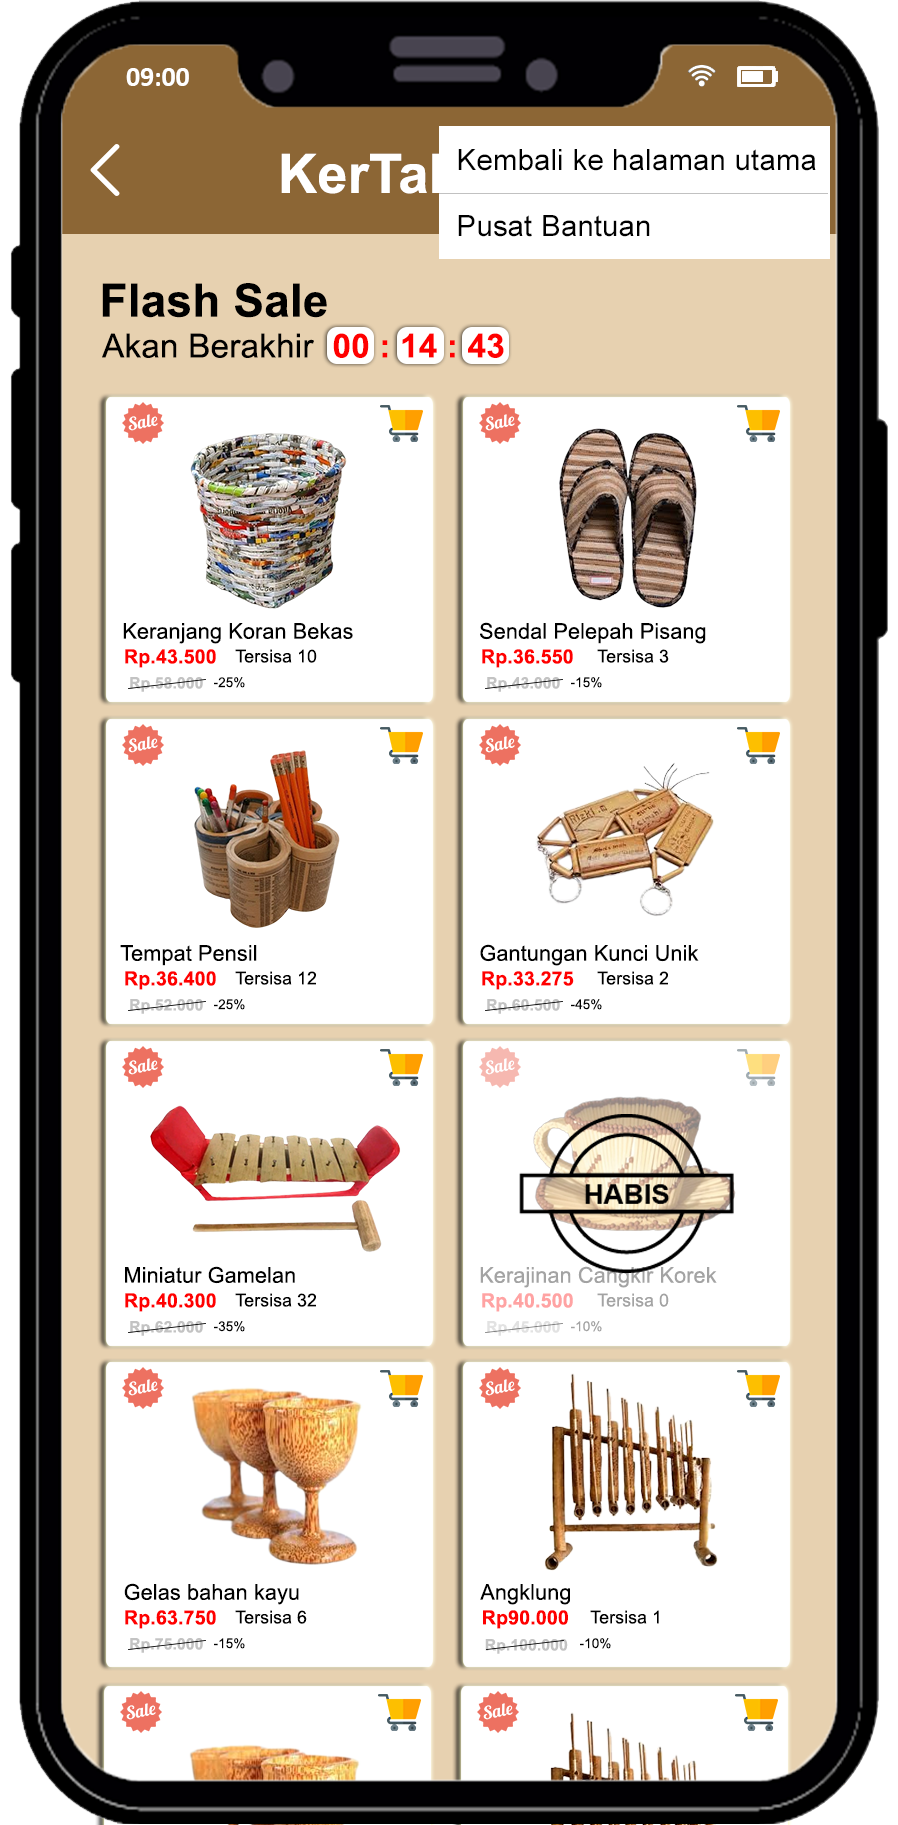 09:00
KerTa
Kembali ke halaman utama
Pusat Bantuan
Flash Sale
Akan Berakhir 00 : 14 : 43
Sale
Sale
Keranjang Koran Bekas
Sendal Pelepah Pisang
Rp.43.500 Tersisa 10
Rp.36.550 Tersisa 3
Rp.58.000 -25%
Rp.43.000 -15%
Sale
Sale
Tempat Pensil
Gantungan Kunci Unik
Rp.36.400 Tersisa 12
Rp.33.275 Tersisa 2
Rp.52.000 -25%
Rp.60.500 -45%
Sale
Sale
HABIS
Miniatur Gamelan
Kerajinan Cangkir Korek
Rp.40.300 Tersisa 32
Rp.40.500 Tersisa 0
Rp.62.000 -35%
Rp.45.000 -10%
Sale
Sale
Gelas bahan kayu
Angklung
Rp.63.750 Tersisa 6
Rp90.000 Tersisa 1
Rp.75.000 -15%
Rp.100.000 -10%
Sale
Sale